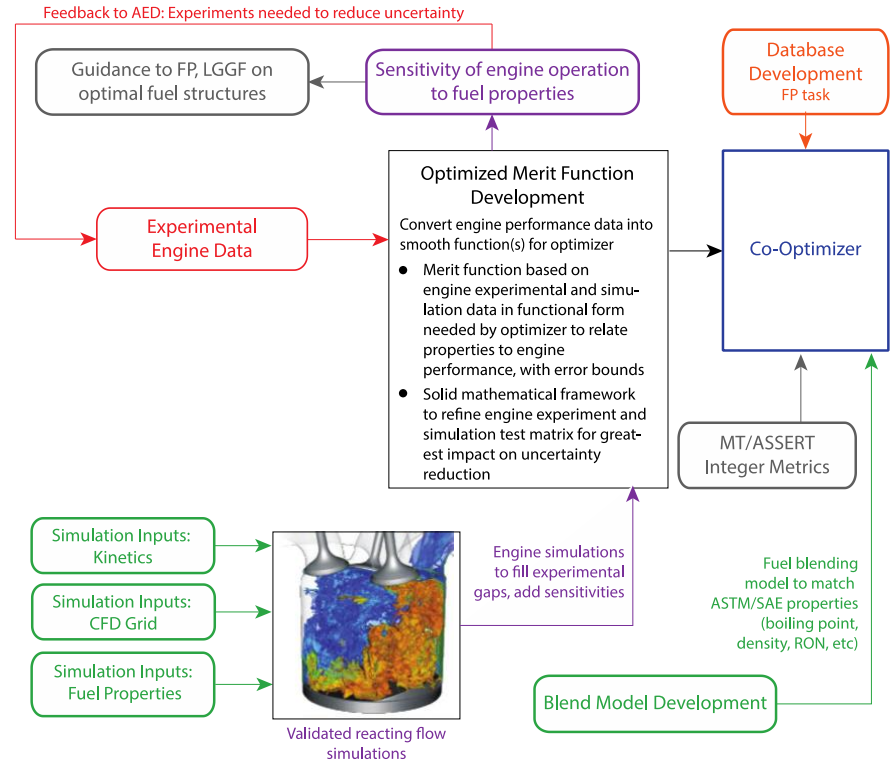 Feedback to AED: Experiments needed to reduce uncertainty
Guidance to FP, LGGF on
optimal fuel structures
Sensitivity of engine operation
to fuel properties
Database
Development
FP task
Optimized Merit Function
Development
Convert engine performance data into
smooth function(s) for optimizer
● Merit function based on
engine experimental and simu-
lation data in functional form
needed by optimizer to relate
properties to engine
performance, with error bounds
● Solid mathematical framework
to refine engine experiment and
simulation test matrix for great-
est impact on uncertainty
reduction
Experimental
Engine Data
Co-Optimizer
MT/ASSERT
Integer Metrics
Simulation Inputs:
Kinetics
Simulation Inputs:
CFD Grid
Simulation Inputs:
Fuel Properties
Validated reacting flow
simulations
Engine simulations
to fill experimental
gaps, add sensitivities
Fuel blending
model to match
ASTM/SAE properties
(boiling point,
density, RON, etc)
Blend Model Development